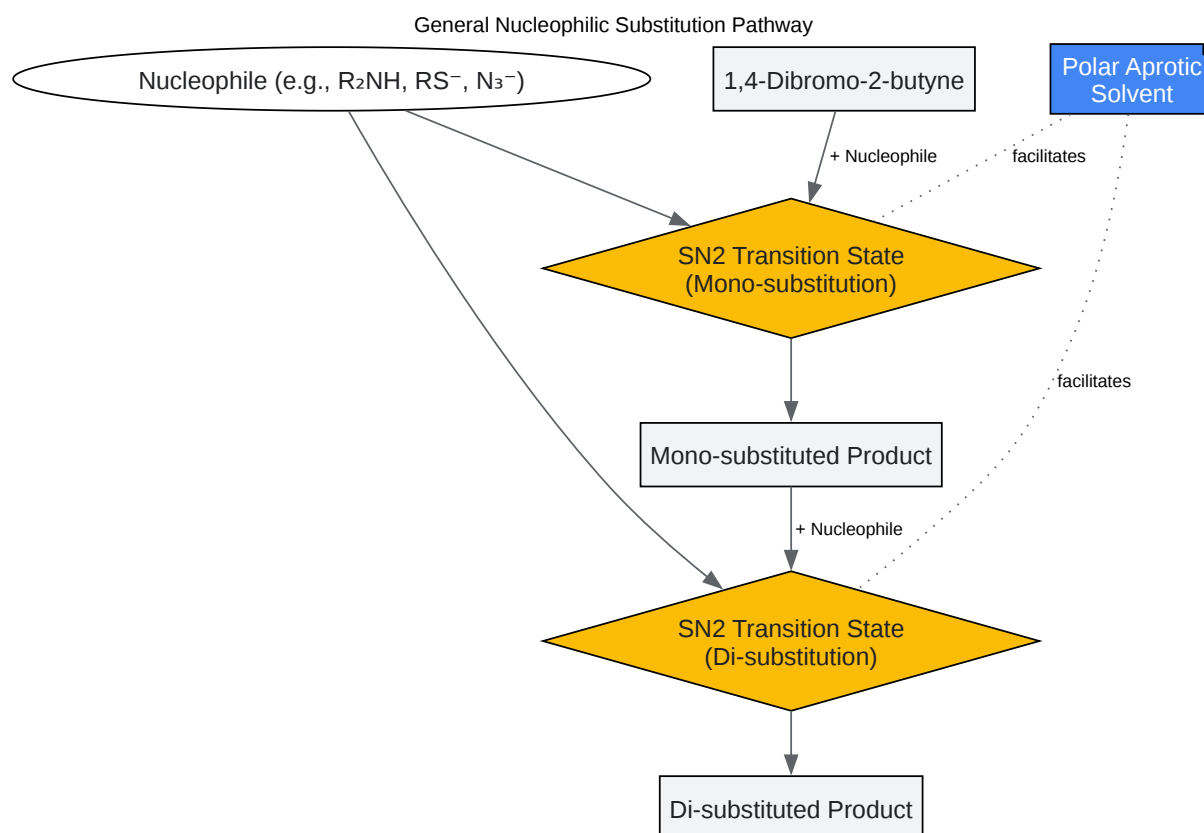 General Nucleophilic Substitution Pathway
Nucleophile (e.g., R₂NH, RS⁻, N₃⁻)
1,4-Dibromo-2-butyne
Polar Aprotic
Solvent
+ Nucleophile
facilitates
SN2 Transition State
(Mono-substitution)
facilitates
Mono-substituted Product
+ Nucleophile
SN2 Transition State
(Di-substitution)
Di-substituted Product